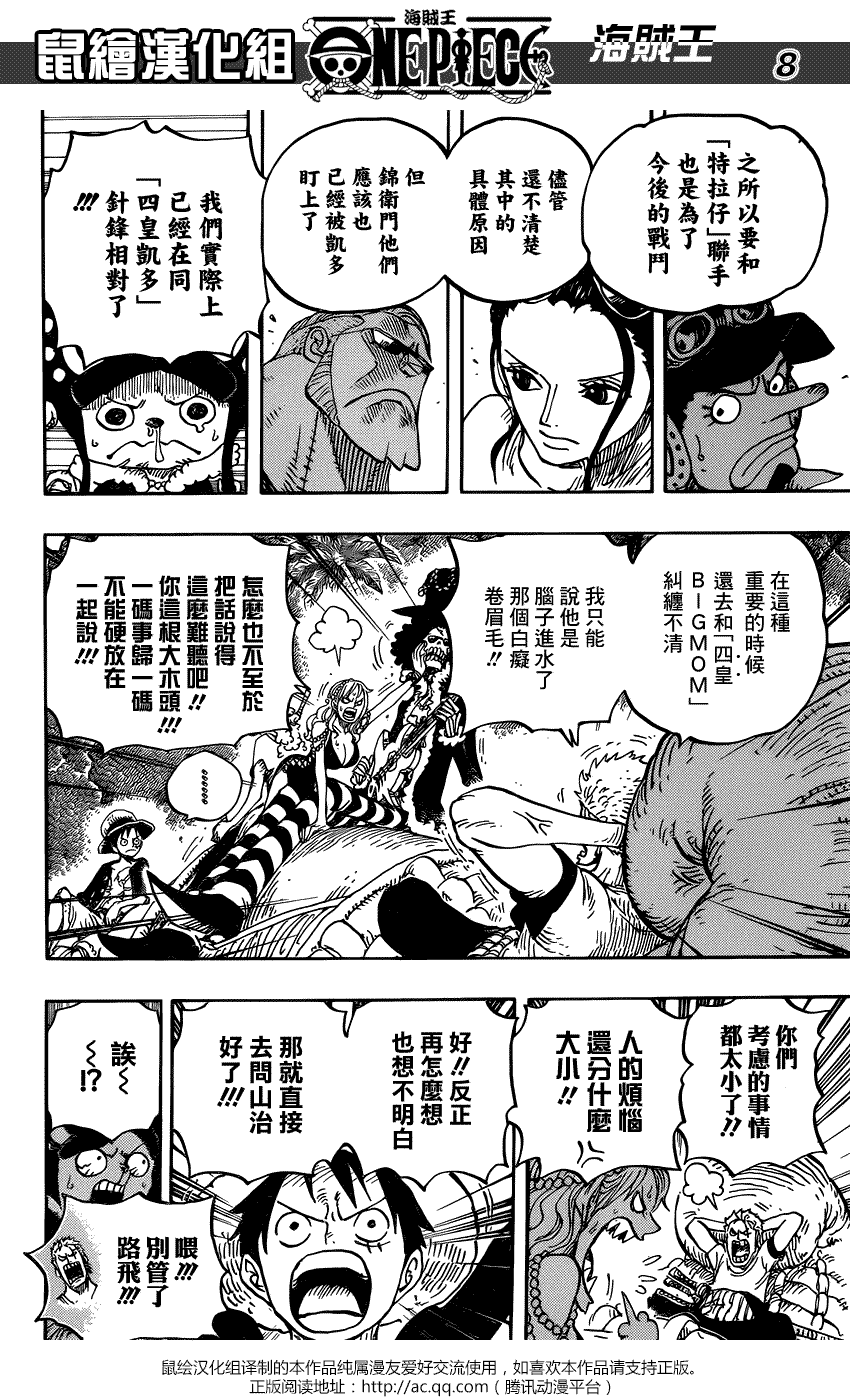 鼠繪漢化組
海賊王
ONE PIECE
海賊王
8
之所以要和
「特拉仔」聯手
也是為了
今後的戰鬥
儘管
還不清楚
其中的
具體原因
但
錦衛門他們
應該也
已經被凱多
盯上了
我們實際上
已經在同
「四皇凱多」
針鋒相對了
!!!
在這種
重要的時候
還去和「四皇
BIGMOM」
糾纏不清
我只能
說他是
腦子進水了
那個白癡
卷眉毛!!
怎麼也不至於
把話說得
這麼難聽吧!!
你這根大木頭!!!
一碼事歸一碼
不能硬放在
一起說!!!
……
你們
考慮的事情
都太小了!!
人的煩惱
還分什麼
大小!!
好!!反正
再怎麼想
也想不明白
那就直接
去問山治
好了!!!
誒～
～!?
喂!!!
別管了
路飛!!!
鼠绘汉化组译制的本作品纯属漫友爱好交流使用，如喜欢本作品请支持正版。
正版阅读地址：http://ac.qq.com（腾讯动漫平台）